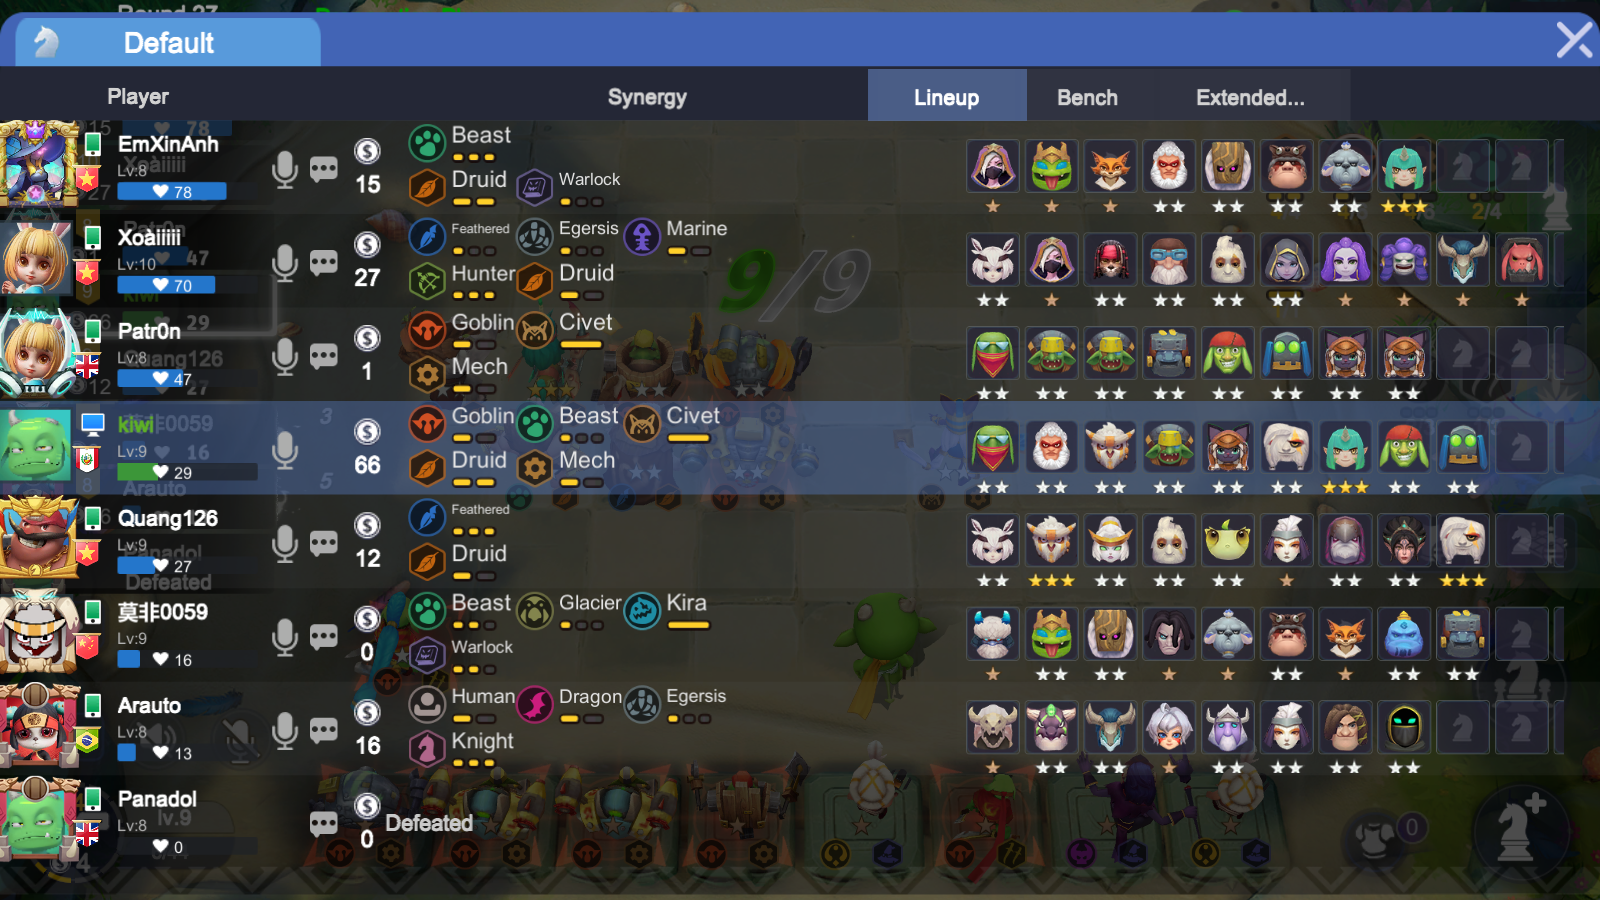 Round 27
Default
Player
Synergy
Lineup
Bench
Extended...
EmXinAnh
Lv:8
78
15
Beast
Druid
Warlock
Xoàiiiii
Lv:10
70
27
Feathered
Egersis
Marine
Hunter
Druid
9/9
Patr0n
Lv:8
47
1
Goblin
Civet
Mech
kiwi
Lv:9
29
66
Goblin
Beast
Civet
Druid
Mech
Quang126
Lv:9
27
12
Feathered
Druid
莫非0059
Lv:9
16
0
Beast
Glacier
Kira
Warlock
Arauto
Lv:8
13
16
Human
Dragon
Egersis
Knight
Panadol
Lv:8
0
0
Defeated
0